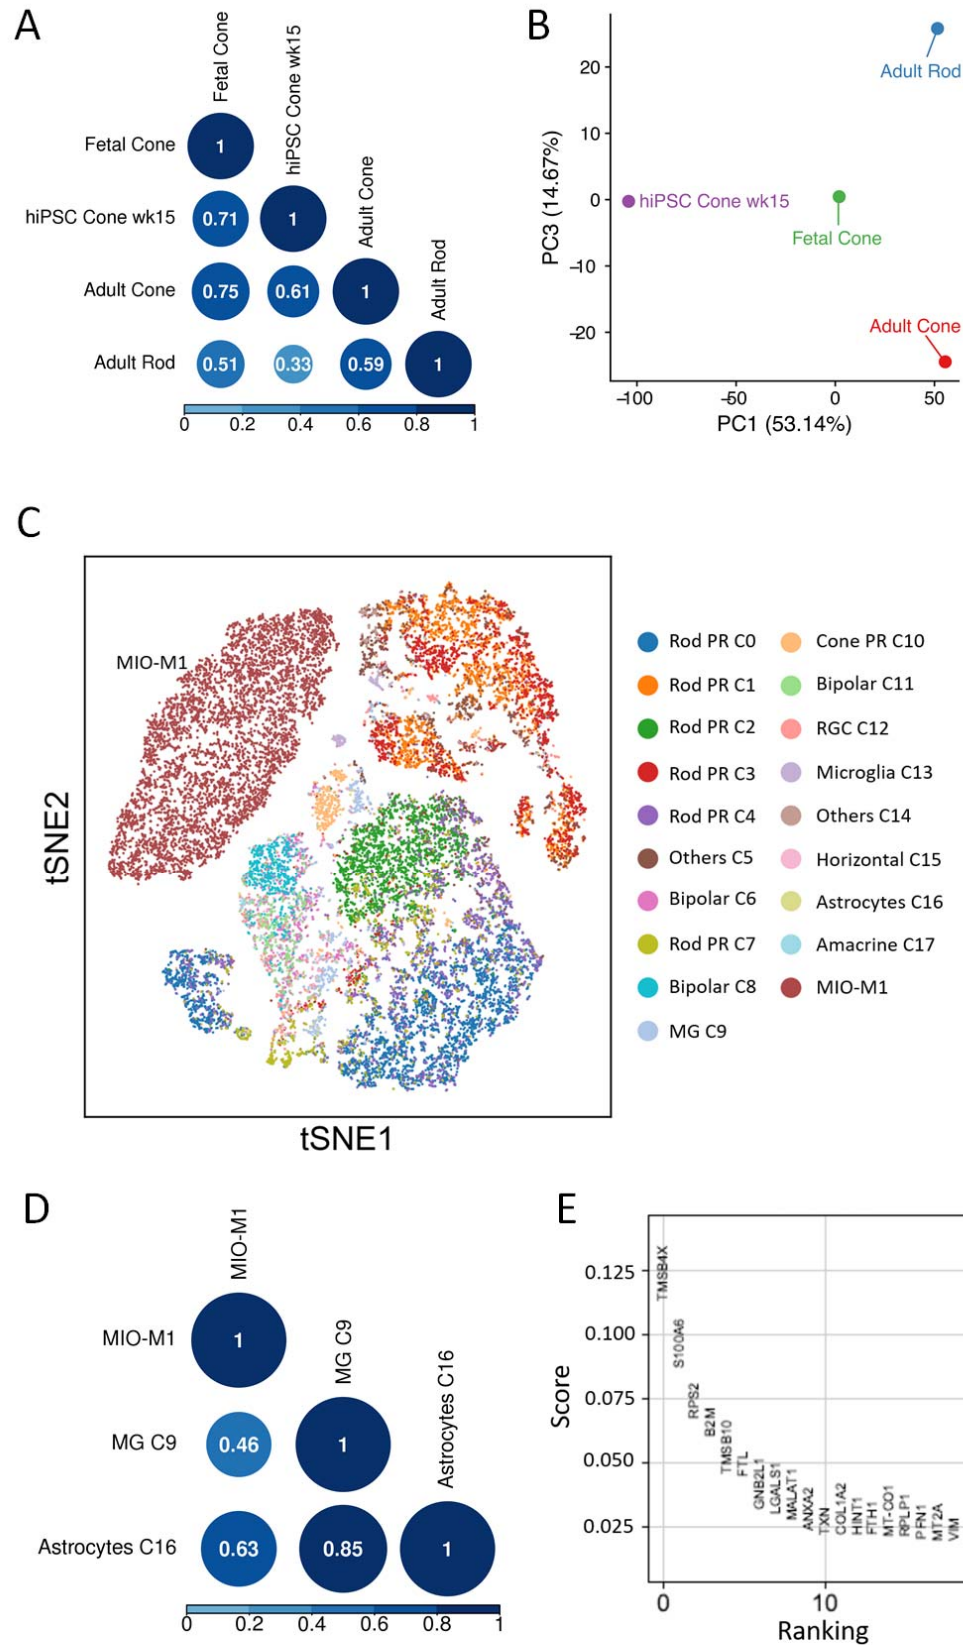 A
Fetal Cone
hiPSC Cone wk15
Adult Cone
Adult Rod
Fetal Cone
1
hiPSC Cone wk15
0.71
1
Adult Cone
0.75
0.61
1
Adult Rod
0.51
0.33
0.59
1
0 0.2 0.4 0.6 0.8 1
B
PC3 (14.67%)
20
10
0
−10
−20
Adult Rod
hiPSC Cone wk15
Fetal Cone
Adult Cone
−100 −50 0 50
PC1 (53.14%)
C
MIO-M1
tSNE2
tSNE1
Rod PR C0
Rod PR C1
Rod PR C2
Rod PR C3
Rod PR C4
Others C5
Bipolar C6
Rod PR C7
Bipolar C8
MG C9
Cone PR C10
Bipolar C11
RGC C12
Microglia C13
Others C14
Horizontal C15
Astrocytes C16
Amacrine C17
MIO-M1
D
MIO-M1
MG C9
Astrocytes C16
MIO-M1
1
MG C9
0.46
1
Astrocytes C16
0.63
0.85
1
0 0.2 0.4 0.6 0.8 1
E
Score
0.125
0.100
0.075
0.050
0.025
TMSB4X
S100A6
RPS2
B2M
TMSB10
FTL
GNB2L1
LGALS1
MALAT1
ANXA2
TXN
COL1A2
HINT1
FTH1
MT-CO1
RPLP1
PFN1
MT2A
VIM
0 10
Ranking